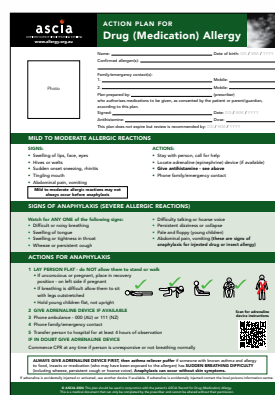 ascia
www.allergy.org.au
ACTION PLAN FOR
Drug (Medication) Allergy
Name: Date of birth: DD / MM / YYYY
Confirmed allergen(s):
Photo
Family/emergency contact(s):
1. Mobile:
2. Mobile:
Plan prepared by: (prescriber)
who authorises medications to be given, as consented by the patient or parent/guardian,
according to this plan
Signed: Date: DD / MM / YYYY
Antihistamine: Dose:
This plan does not expire but review is recommended by: DD / MM / YYYY
MILD TO MODERATE ALLERGIC REACTIONS
SIGNS:
• Swelling of lips, face, eyes
• Hives or welts
• Sudden onset sneezing, rhinitis
• Tingling mouth
• Abdominal pain, vomiting
Mild to moderate allergic reactions may not
always occur before anaphylaxis
ACTIONS:
• Stay with person, call for help
• Locate adrenaline (epinephrine) device (if available)
• Give antihistamine - see above
• Phone family/emergency contact
SIGNS OF ANAPHYLAXIS (SEVERE ALLERGIC REACTIONS)
Watch for ANY ONE of the following signs:
• Difficult or noisy breathing
• Swelling of tongue
• Swelling or tightness in throat
• Wheeze or persistent cough
• Difficulty talking or hoarse voice
• Persistent dizziness or collapse
• Pale and floppy (young children)
• Abdominal pain, vomiting (these are signs of
anaphylaxis for injected drug or insect allergy)
ACTIONS FOR ANAPHYLAXIS
1 LAY PERSON FLAT - do NOT allow them to stand or walk
• If unconscious or pregnant, place in recovery
position - on left side if pregnant
• If breathing is difficult allow them to sit
with legs outstretched
• Hold young children flat, not upright
2 GIVE ADRENALINE DEVICE IF AVAILABLE
3 Phone ambulance - 000 (AU) or 111 (NZ)
4 Phone family/emergency contact
5 Transfer person to hospital for at least 4 hours of observation
IF IN DOUBT GIVE ADRENALINE DEVICE
Commence CPR at any time if person is unresponsive or not breathing normally
Scan for adrenaline
device instructions
ALWAYS GIVE ADRENALINE DEVICE FIRST, then asthma reliever puffer if someone with known asthma and allergy
to food, insects or medication (who may have been exposed to the allergen) has SUDDEN BREATHING DIFFICULTY
(including wheeze, persistent cough or hoarse voice). Anaphylaxis can occur without skin symptoms.